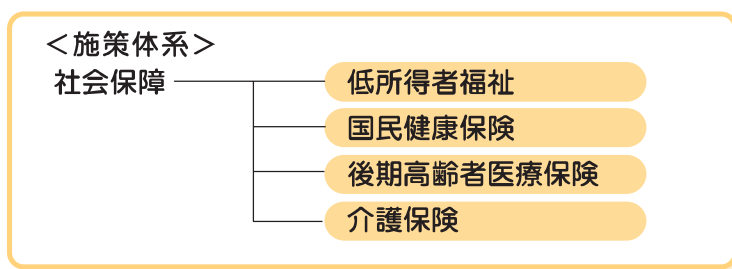 ＜施策体系＞
社会保障
低所得者福祉
国民健康保険
後期高齢者医療保険
介護保険